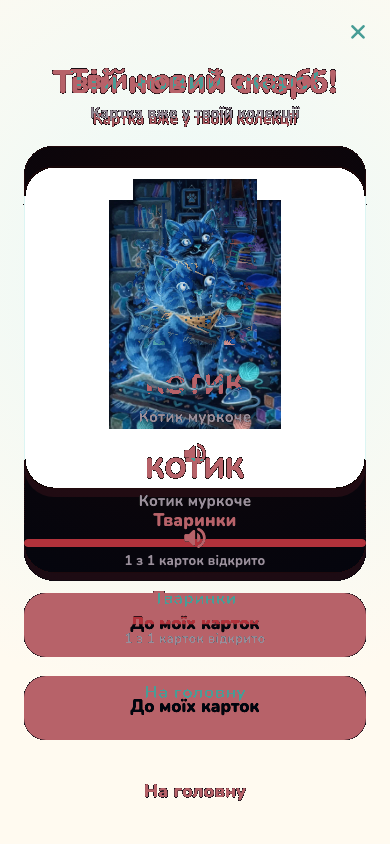 Твій новий скарб!
Картка вже у твоїй колекції
КОТИК
Котик муркоче
КОТИК
Котик муркоче
Тваринки
1 з 1 карток відкрито
Тваринки
До моїх карток
1 з 1 карток відкрито
На головну
До моїх карток
На головну